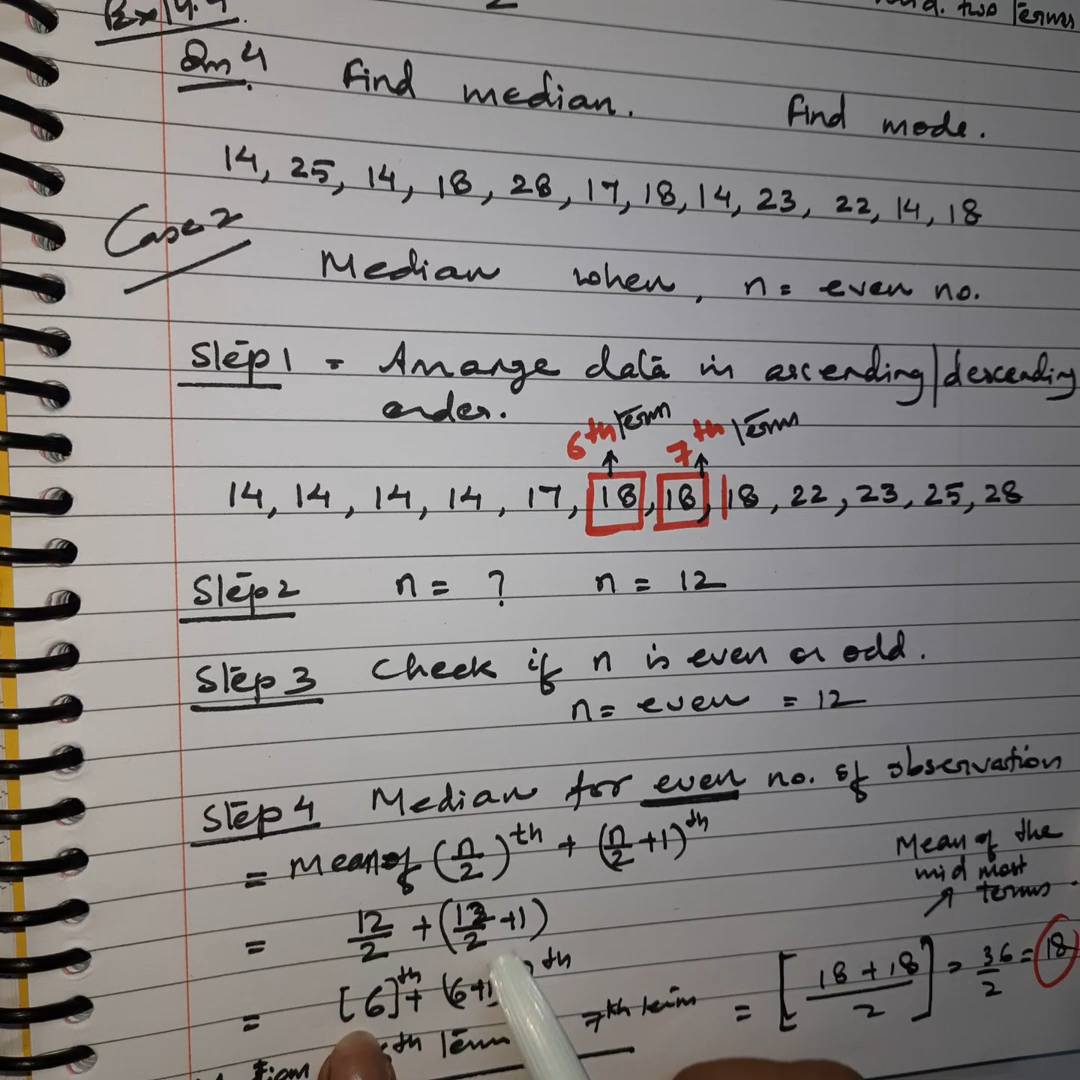 Ex 14.4
two Terms
Qn 4 Find median. Find mode.
14, 25, 14, 18, 28, 17, 18, 14, 23, 22, 14, 18
Case 2
Median when, n = even no.
Step 1 = Arrange data in ascending/descending
order.
6th Term 7th Term
14, 14, 14, 14, 17, 18, 18, 18, 22, 23, 25, 28
Step 2 n = ? n = 12
Step 3 Check if n is even or odd.
n = even = 12
Step 4 Median for even no. of observation
= Mean of (n/2)th + (n/2 + 1)th
Mean of the
mid most
terms.
= 12/2 + (12/2 + 1)
= [6]th + (6+1)th
th Term 7th term = [18 + 18 / 2] = 36/2 = 18